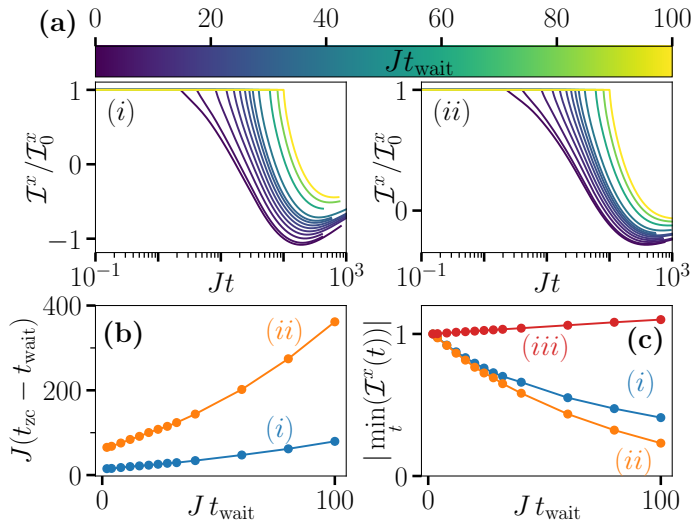 (a)
0 20 40 60 80 100
Jt_wait
1 (i) 1 (ii)
I^x/I^x_0 I^x/I^x_0
0
0
−1
10^−1 Jt 10^3 10^−1 Jt 10^3
400 (b) (ii) (c)
1 (iii)
J(t_zc − t_wait) 200 |min_t(I^x(t))| (i)
(i)
0 0 (ii)
0 J t_wait 100 0 J t_wait 100